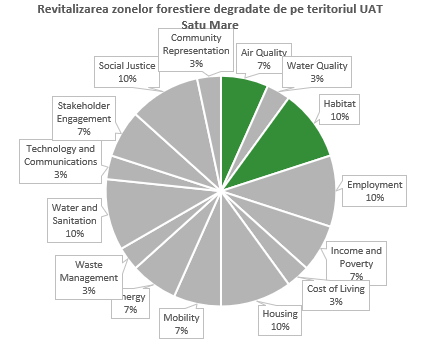 Revitalizarea zonelor forestiere degradate de pe teritoriul UAT
Satu Mare
Community
Representation
3%
Air Quality
7%
Water Quality
3%
Habitat
10%
Employment
10%
Income and
Poverty
7%
Cost of Living
3%
Housing
10%
Mobility
7%
7%
Waste
Management
3%
Water and
Sanitation
10%
Technology and
Communications
3%
Stakeholder
Engagement
7%
Social Justice
10%